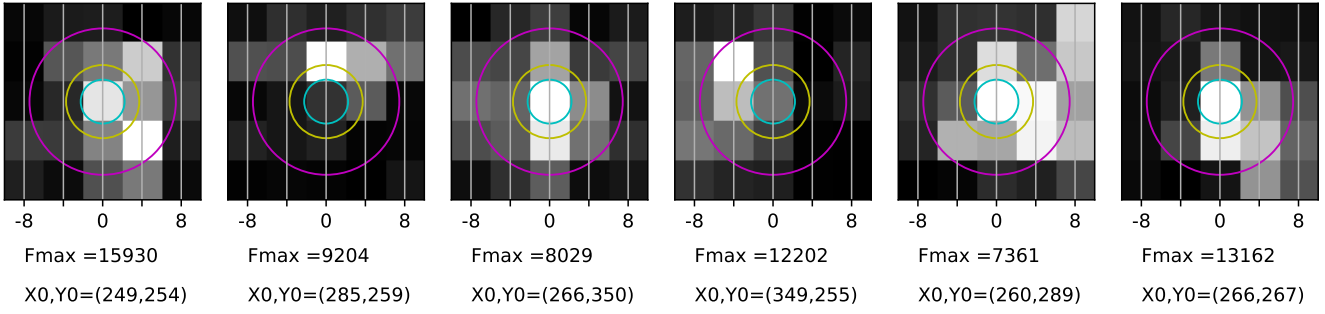 -8 0 8 -8 0 8 -8 0 8 -8 0 8 -8 0 8 -8 0 8
Fmax =15930 Fmax =9204 Fmax =8029 Fmax =12202 Fmax =7361 Fmax =13162
X0,Y0=(249,254) X0,Y0=(285,259) X0,Y0=(266,350) X0,Y0=(349,255) X0,Y0=(260,289) X0,Y0=(266,267)